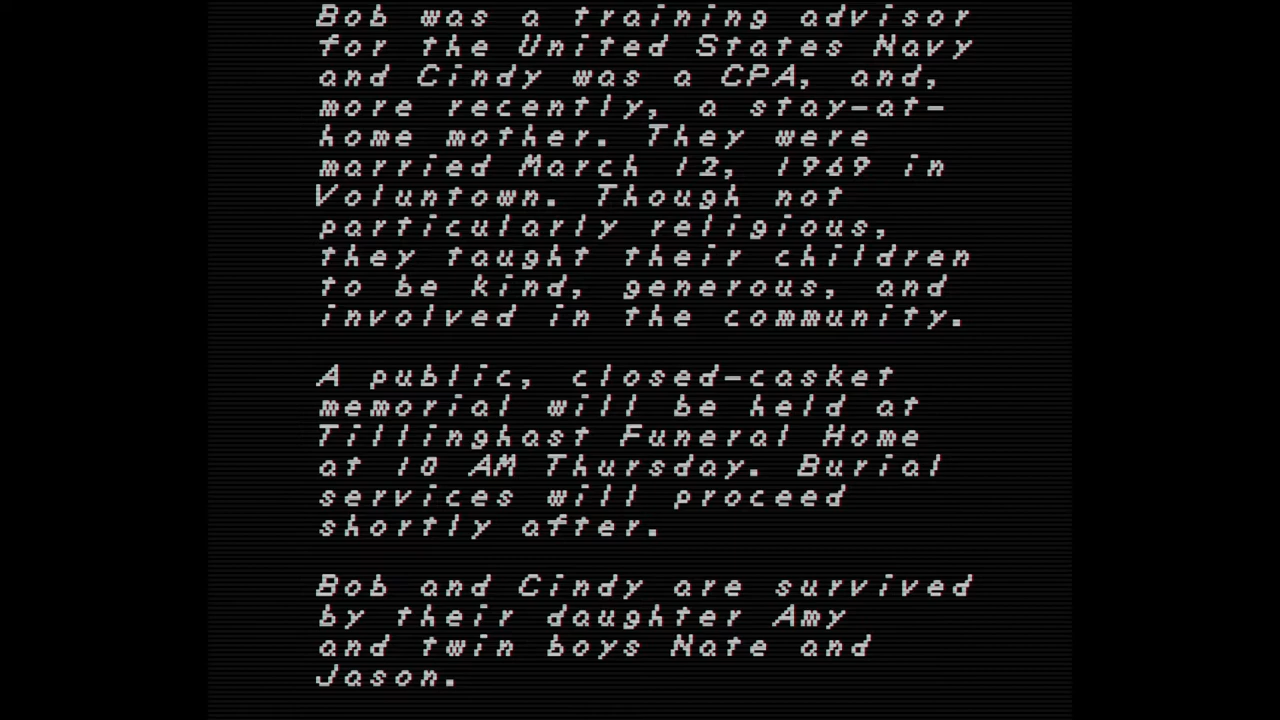 Bob was a training advisor
for the United States Navy
and Cindy was a CPA, and,
more recently, a stay-at-
home mother. They were
married March 12, 1969 in
Voluntown. Though not
particularly religious,
they taught their children
to be kind, generous, and
involved in the community.
A public, closed-casket
memorial will be held at
Tillinghast Funeral Home
at 10 AM Thursday. Burial
services will proceed
shortly after.
Bob and Cindy are survived
by their daughter Amy
and twin boys Nate and
Jason.